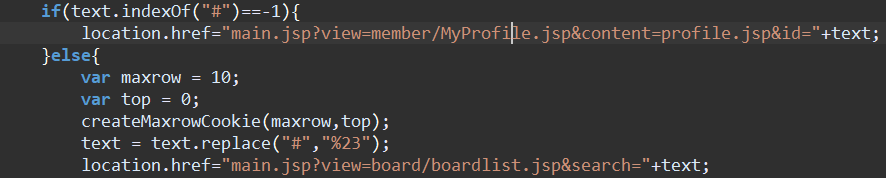 if(text.indexOf("#")==-1){
location.href="main.jsp?view=member/MyProfile.jsp&content=profile.jsp&id="+text;
}else{
var maxrow = 10;
var top = 0;
createMaxrowCookie(maxrow,top);
text = text.replace("#","%23");
location.href="main.jsp?view=board/boardlist.jsp&search="+text;